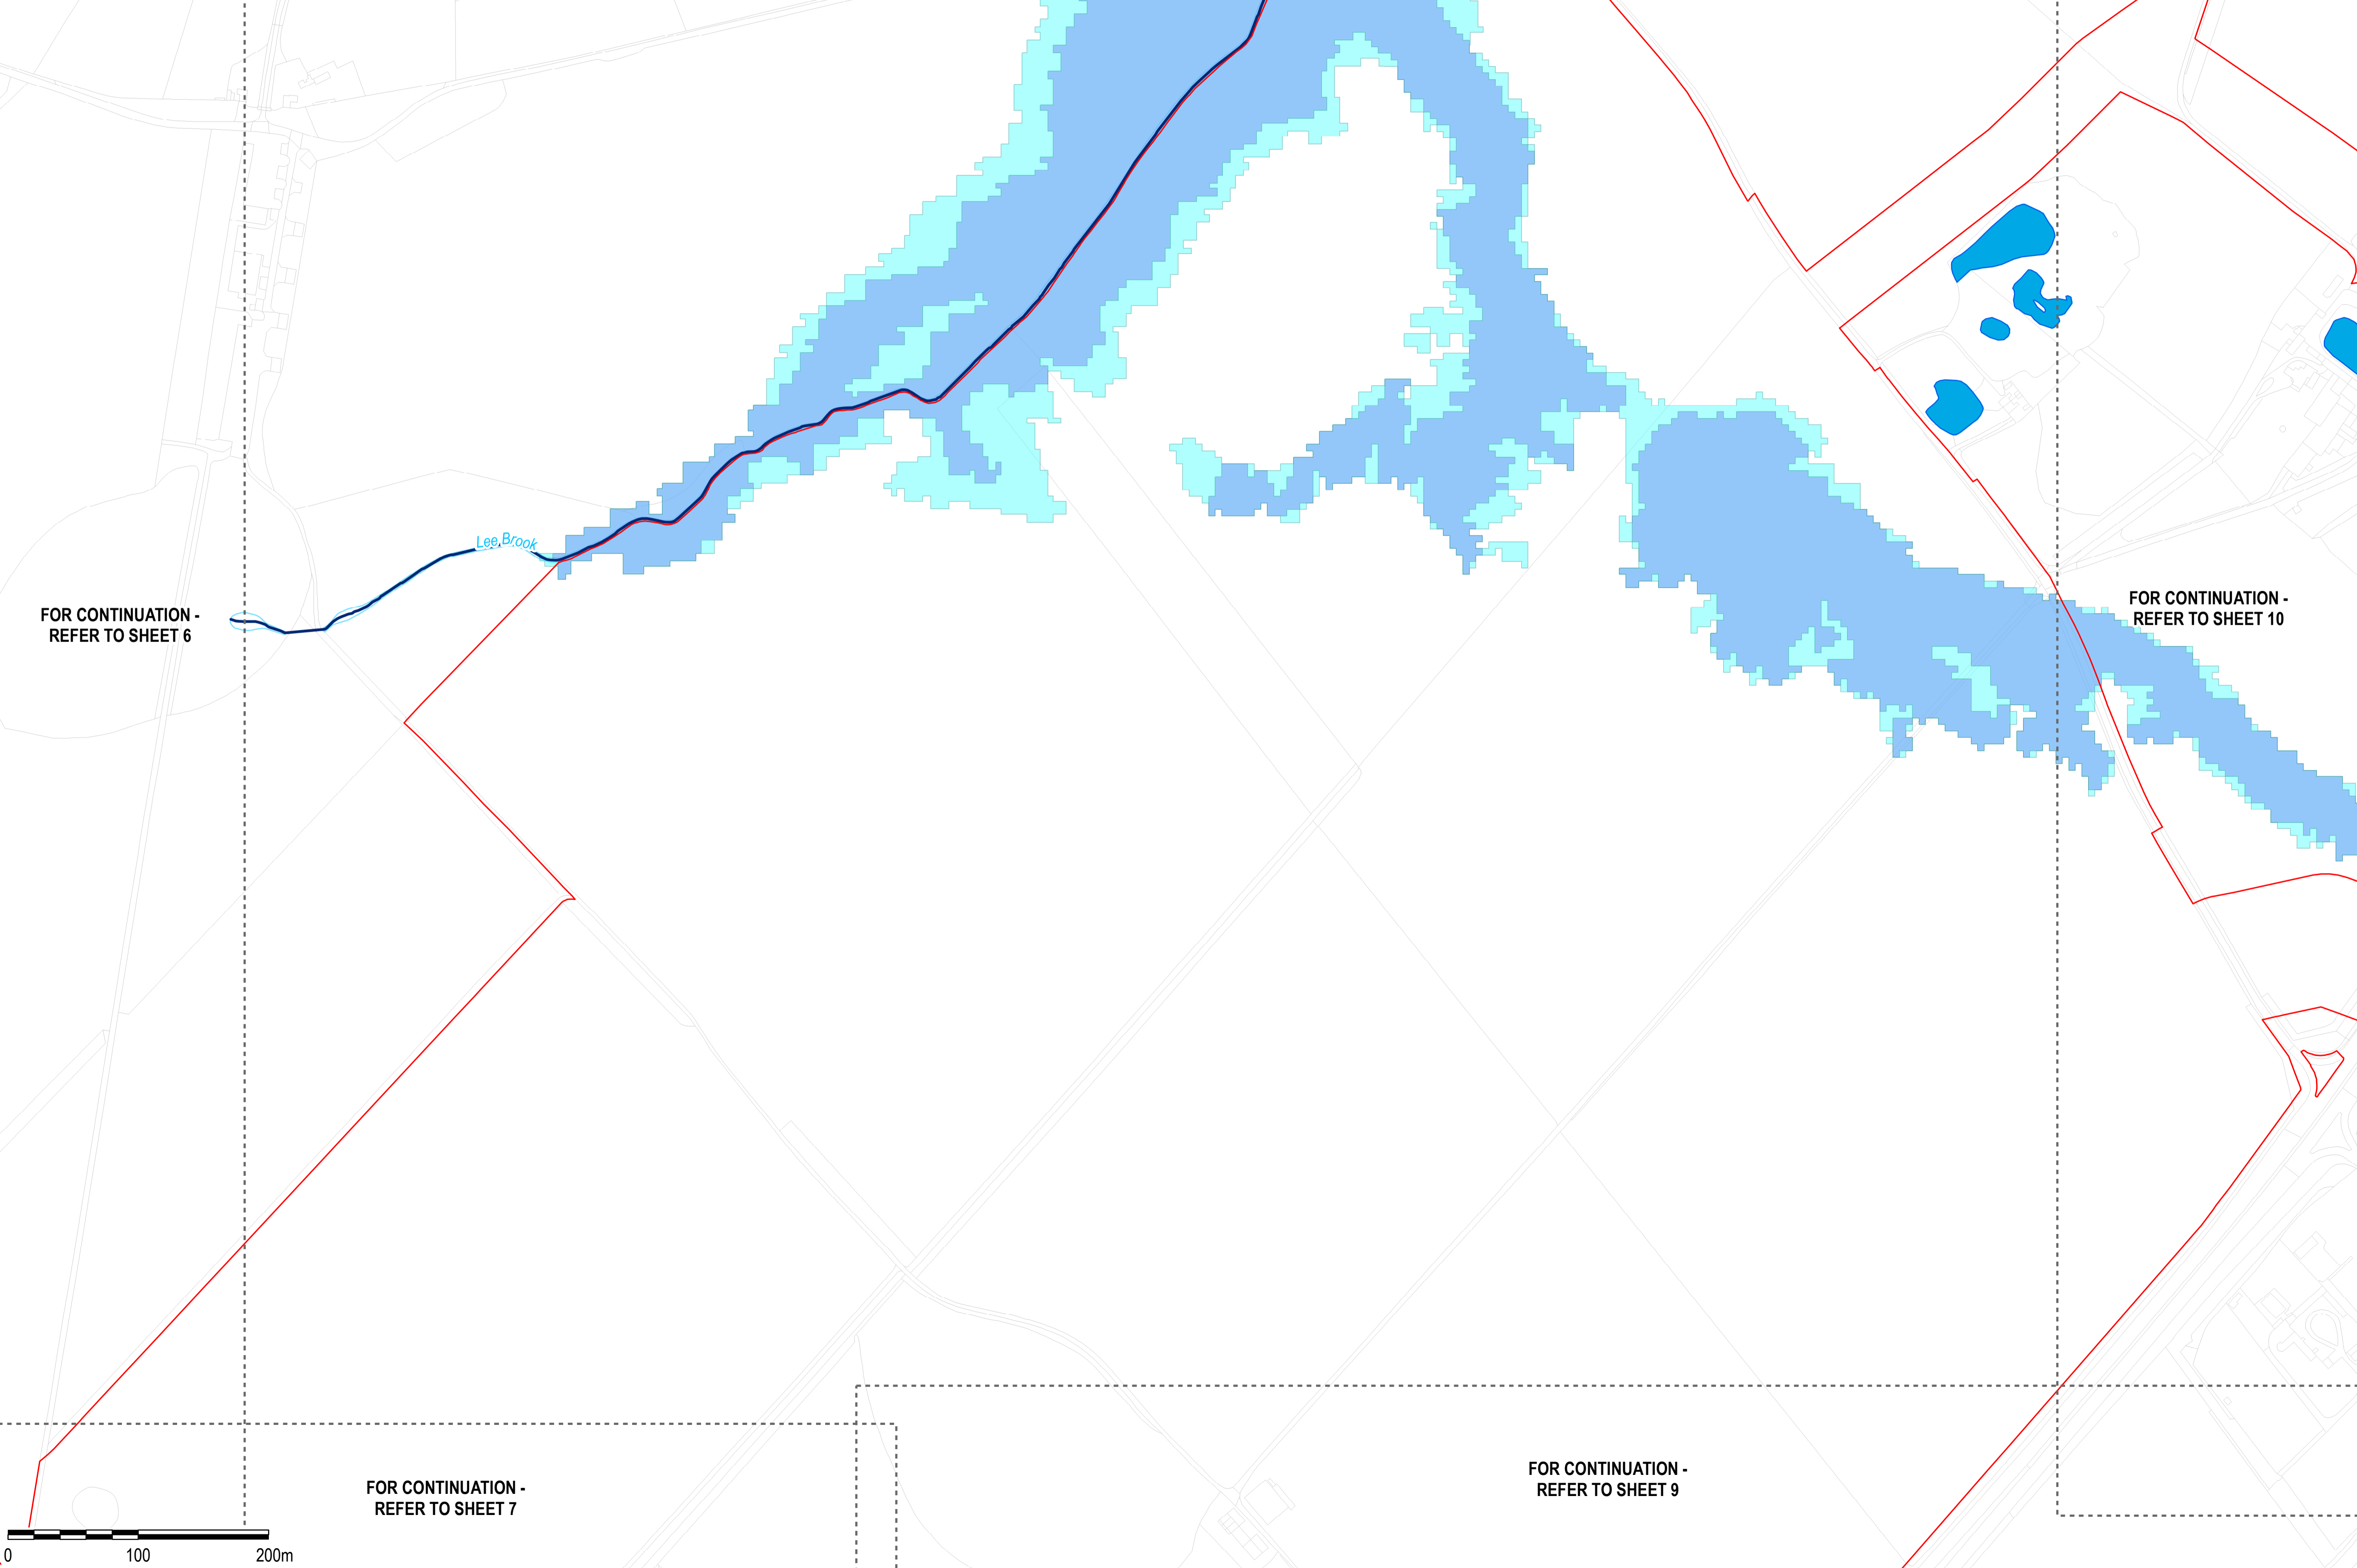 Lee Brook
FOR CONTINUATION -
REFER TO SHEET 6
FOR CONTINUATION -
REFER TO SHEET 10
FOR CONTINUATION -
REFER TO SHEET 7
FOR CONTINUATION -
REFER TO SHEET 9
0 100 200m